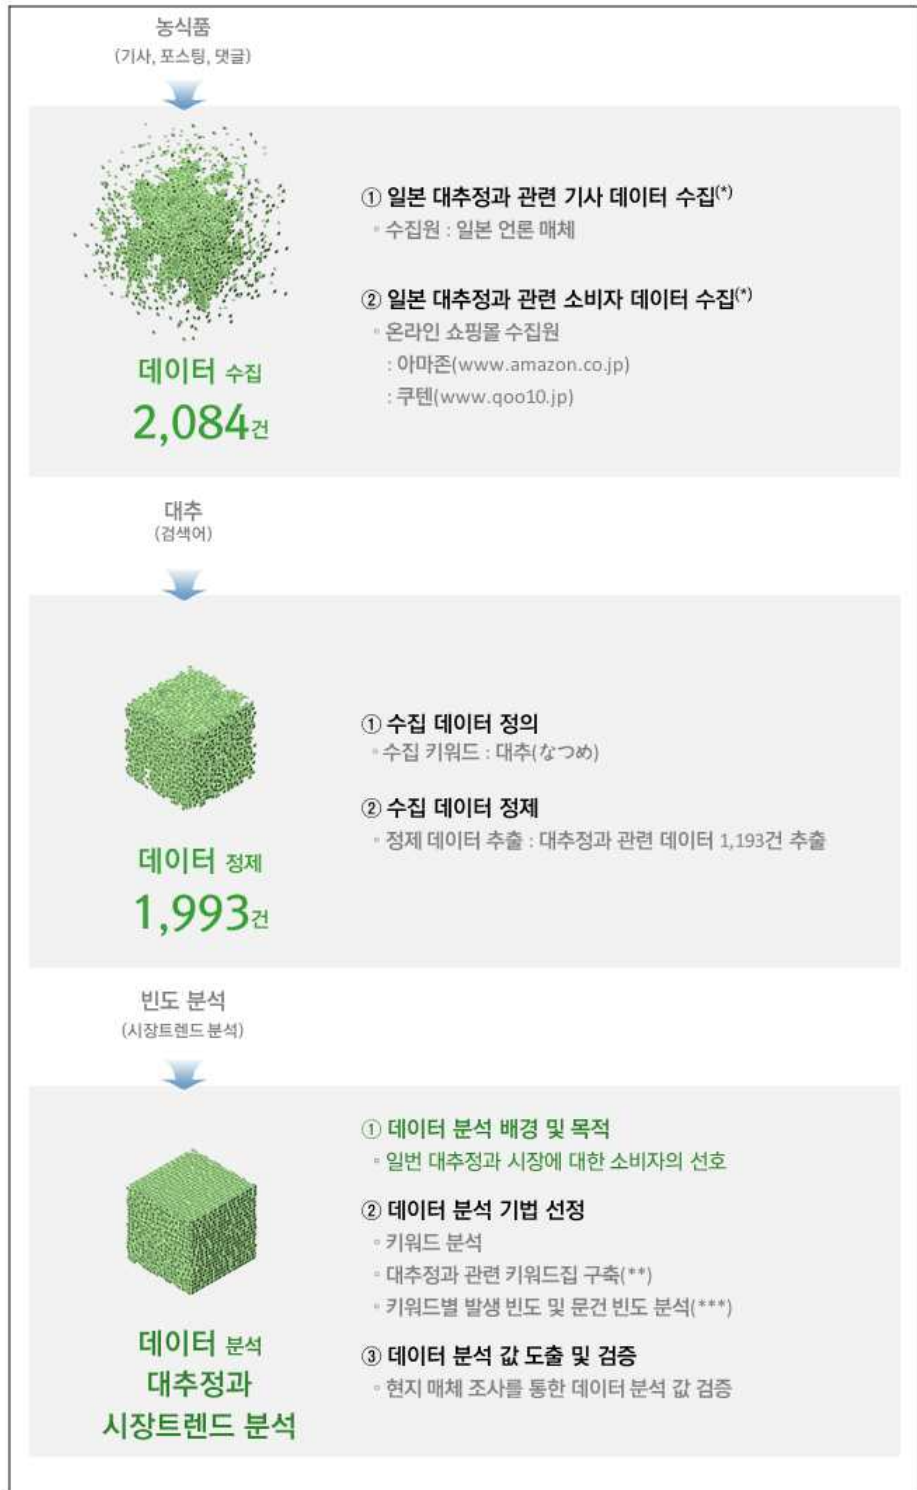 농식품
(기사, 포스팅, 댓글)
① 일본 대추정과 관련 기사 데이터 수집(*)
◦ 수집원 : 일본 언론 매체
② 일본 대추정과 관련 소비자 데이터 수집(*)
◦ 온라인 쇼핑몰 수집원
: 아마존(www.amazon.co.jp)
: 쿠텐(www.qoo10.jp)
데이터 수집
2,084건
대추
(검색어)
① 수집 데이터 정의
◦ 수집 키워드 : 대추(なつめ)
② 수집 데이터 정제
◦ 정제 데이터 추출 : 대추정과 관련 데이터 1,193건 추출
데이터 정제
1,993건
빈도 분석
(시장트렌드 분석)
① 데이터 분석 배경 및 목적
◦ 일번 대추정과 시장에 대한 소비자의 선호
② 데이터 분석 기법 선정
◦ 키워드 분석
◦ 대추정과 관련 키워드집 구축(**)
◦ 키워드별 발생 빈도 및 문건 빈도 분석(***)
③ 데이터 분석 값 도출 및 검증
◦ 현지 매체 조사를 통한 데이터 분석 값 검증
데이터 분석
대추정과
시장트렌드 분석